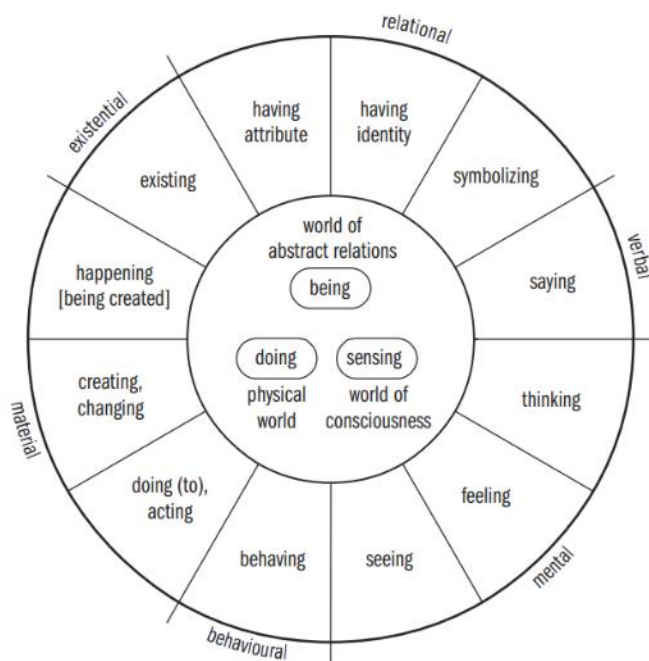 relational
existential
having
attribute
having
identity
existing
symbolizing
world of
abstract relations
being
verbal
happening
[being created]
saying
doing
sensing
physical
world
world of
consciousness
creating,
changing
thinking
material
doing (to),
acting
feeling
behaving
seeing
mental
behavioural